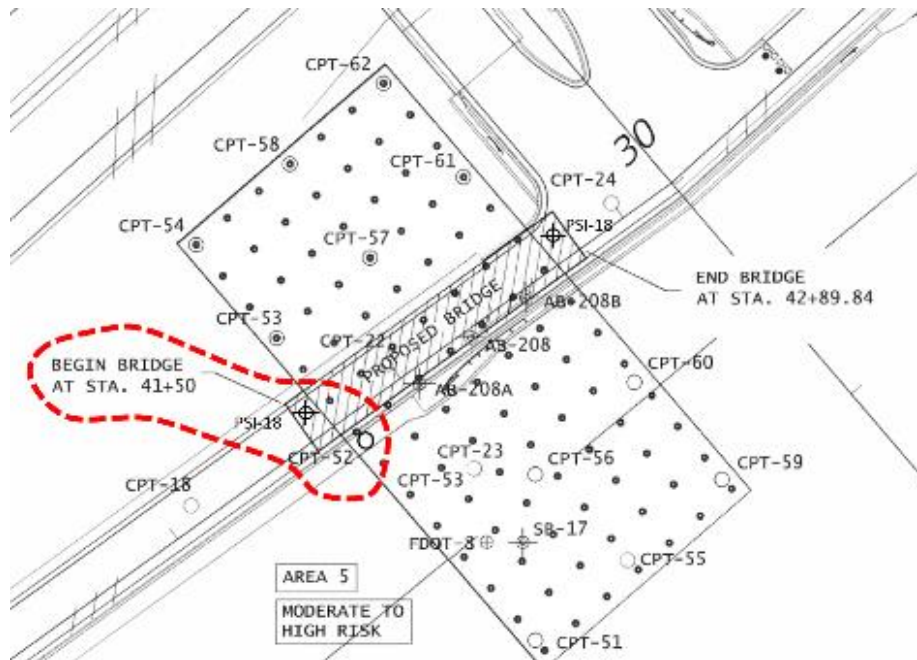 CPT-62
CPT-58
CPT-61
30
CPT-24
CPT-54
PSI-18
CPT-57
END BRIDGE
AT STA. 42+89.84
AB-208B
CPT-53
CPT-22
PROPOSED BRIDGE
AB-208
BEGIN BRIDGE
AT STA. 41+50
CPT-60
AB-208A
PSI-18
CPT-52
CPT-23
CPT-56
CPT-59
CPT-53
CPT-18
FDOT-8
SB-17
CPT-55
AREA 5
MODERATE TO
HIGH RISK
CPT-51